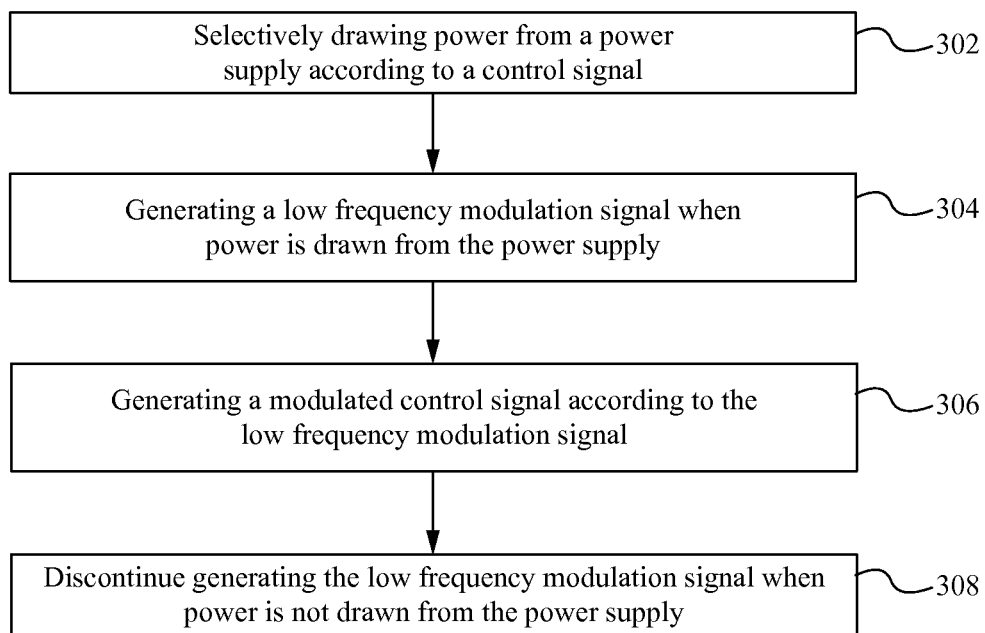 Selectively drawing power from a power
supply according to a control signal
302
Generating a low frequency modulation signal when
power is drawn from the power supply
304
Generating a modulated control signal according to the
low frequency modulation signal
306
Discontinue generating the low frequency modulation signal when
power is not drawn from the power supply
308